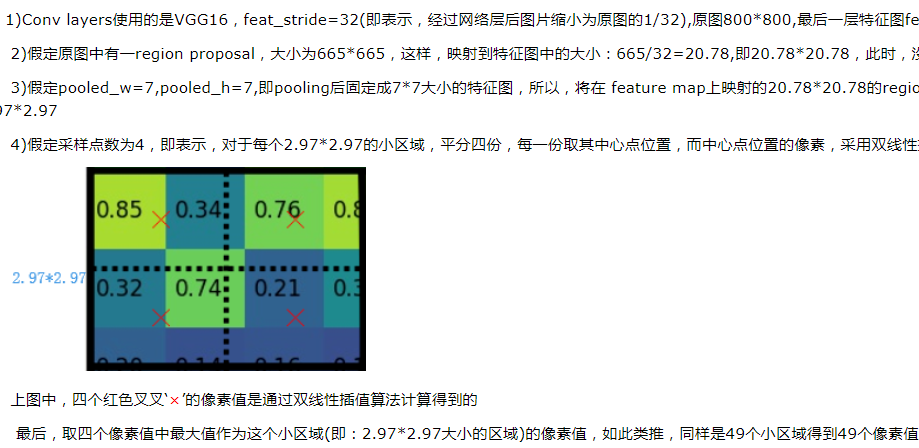 1)Conv layers使用的是VGG16，feat_stride=32(即表示，经过网络层后图片缩小为原图的1/32),原图800*800,最后一层特征图fe
2)假定原图中有一region proposal，大小为665*665，这样，映射到特征图中的大小：665/32=20.78,即20.78*20.78，此时，
3)假定pooled_w=7,pooled_h=7,即pooling后固定成7*7大小的特征图，所以，将在 feature map上映射的20.78*20.78的regio
97*2.97
4)假定采样点数为4，即表示，对于每个2.97*2.97的小区域，平分四份，每一份取其中心点位置，而中心点位置的像素，采用双线性
0.85 0.34 0.76 0.8
2.97*2.97
0.32 0.74 0.21 0.3
上图中，四个红色叉叉‘×’的像素值是通过双线性插值算法计算得到的
最后，取四个像素值中最大值作为这个小区域(即：2.97*2.97大小的区域)的像素值，如此类推，同样是49个小区域得到49个像素值